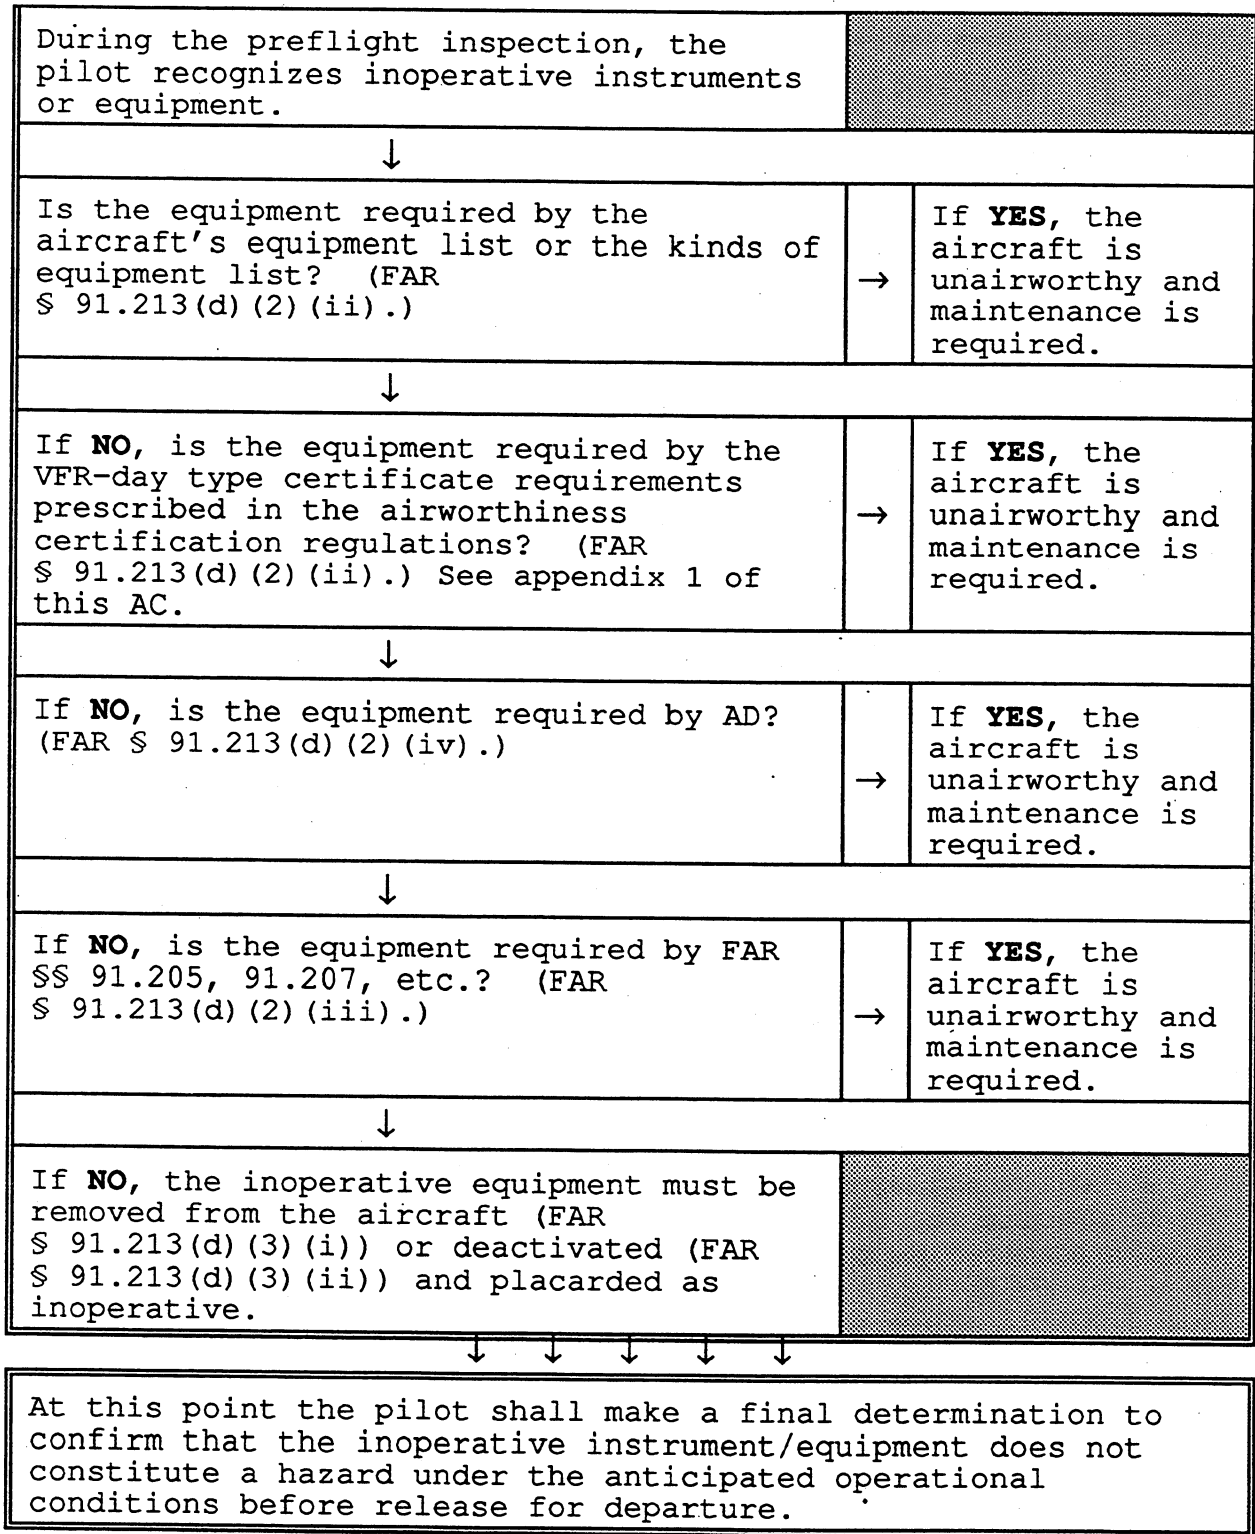 During the preflight inspection, the
pilot recognizes inoperative instruments
or equipment.
↓
Is the equipment required by the
aircraft's equipment list or the kinds of
equipment list? (FAR
§ 91.213(d)(2)(ii).)
→
If YES, the
aircraft is
unairworthy and
maintenance is
required.
↓
If NO, is the equipment required by the
VFR-day type certificate requirements
prescribed in the airworthiness
certification regulations? (FAR
§ 91.213(d)(2)(ii).) See appendix 1 of
this AC.
→
If YES, the
aircraft is
unairworthy and
maintenance is
required.
↓
If NO, is the equipment required by AD?
(FAR § 91.213(d)(2)(iv).)
→
If YES, the
aircraft is
unairworthy and
maintenance is
required.
↓
If NO, is the equipment required by FAR
§§ 91.205, 91.207, etc.? (FAR
§ 91.213(d)(2)(iii).)
→
If YES, the
aircraft is
unairworthy and
maintenance is
required.
↓
If NO, the inoperative equipment must be
removed from the aircraft (FAR
§ 91.213(d)(3)(i)) or deactivated (FAR
§ 91.213(d)(3)(ii)) and placarded as
inoperative.
↓ ↓ ↓ ↓ ↓
At this point the pilot shall make a final determination to
confirm that the inoperative instrument/equipment does not
constitute a hazard under the anticipated operational
conditions before release for departure.